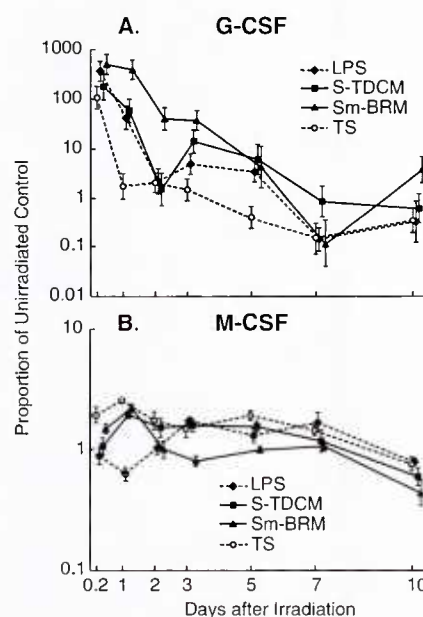 A. G-CSF
1000
100
10
1
0.1
0.01
LPS
S-TDCM
Sm-BRM
TS
Proportion of Unirradiated Control
B. M-CSF
10
1
0.1
LPS
S-TDCM
Sm-BRM
TS
0.2 1 2 3 5 7 10
Days after Irradiation